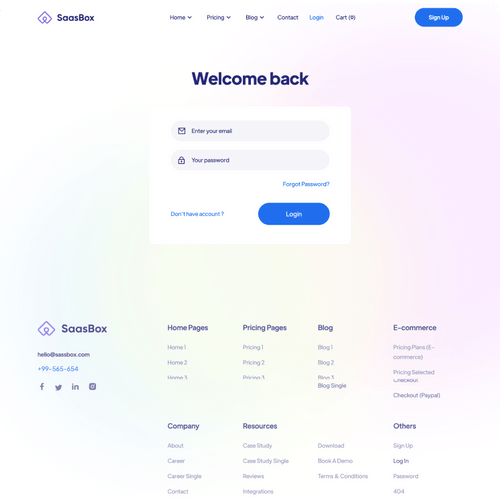 SaasBox
Home Pricing Blog Contact Login Cart (0) Sign Up
Welcome back
Enter your email
Your password
Forgot Password?
Don't have account ?
Login
SaasBox
hello@sassbox.com
+99-565-654
Home Pages
Home 1
Home 2
Home 3
Pricing Pages
Pricing 1
Pricing 2
Pricing 3
Blog
Blog 1
Blog 2
Blog 3
Blog Single
E-commerce
Pricing Plans (E-
commerce)
Pricing Selected
Checkout
Checkout (Paypal)
Company
About
Career
Career Single
Contact
Resources
Case Study
Case Study Single
Reviews
Integrations
Download
Book A Demo
Terms & Conditions
Others
Sign Up
Log In
Password
404